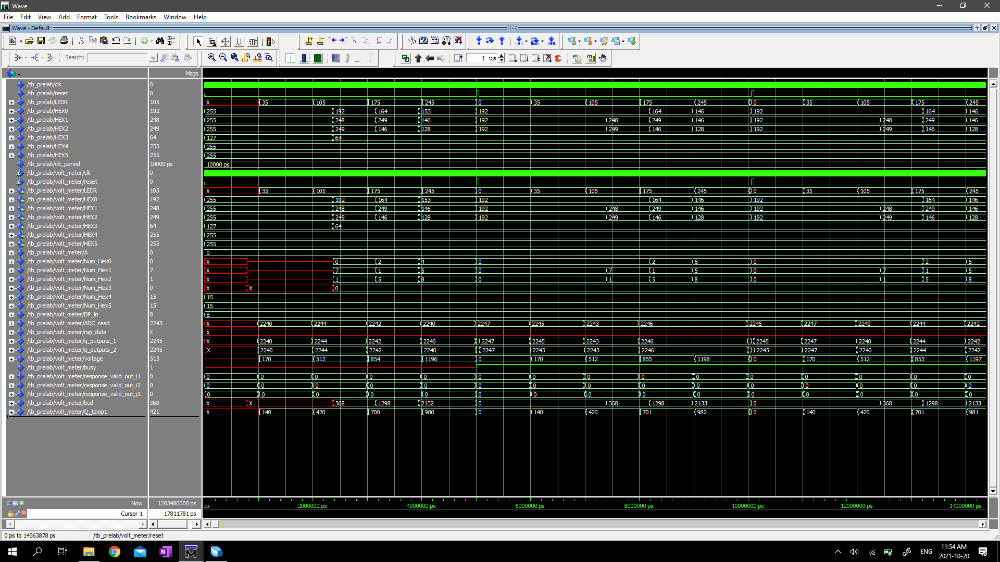 Wave
File Edit View Add Format Tools Bookmarks Window Help
Wave - Default
Search:
1 us
Msgs
/tb_prelab/clk 0
/tb_prelab/reset 0
/tb_prelab/LEDR 105 X 35 105 175 245 0 35 105 175 245 0 35 105 175 245
/tb_prelab/HEX0 192 255 192 164 153 192 164 146 192 164 146
/tb_prelab/HEX1 248 255 248 249 146 192 248 249 146 192 248 249 146
/tb_prelab/HEX2 249 255 249 146 128 192 249 146 128 192 249 146 128
/tb_prelab/HEX3 64 127 64
/tb_prelab/HEX4 255 255
/tb_prelab/HEX5 255 255
/tb_prelab/clk_period 10000 ps 10000 ps
/tb_prelab/volt_meter/clk 0
/tb_prelab/volt_meter/reset 0
/tb_prelab/volt_meter/LEDR 105 X 35 105 175 245 0 35 105 175 245 0 35 105 175 245
/tb_prelab/volt_meter/HEX0 192 255 192 164 153 192 164 146 192 164 146
/tb_prelab/volt_meter/HEX1 248 255 248 249 146 192 248 249 146 192 248 249 146
/tb_prelab/volt_meter/HEX2 249 255 249 146 128 192 249 146 128 192 249 146 128
/tb_prelab/volt_meter/HEX3 64 127 64
/tb_prelab/volt_meter/HEX4 255 255
/tb_prelab/volt_meter/HEX5 255 255
/tb_prelab/volt_meter/A 0 0
/tb_prelab/volt_meter/Num_Hex0 0 X 0 2 4 0 2 5 0 2 5
/tb_prelab/volt_meter/Num_Hex1 7 X 7 1 5 0 7 1 5 0 7 1 5
/tb_prelab/volt_meter/Num_Hex2 1 X 1 5 8 0 1 5 8 0 1 5 8
/tb_prelab/volt_meter/Num_Hex3 0 X X 0
/tb_prelab/volt_meter/Num_Hex4 15 15
/tb_prelab/volt_meter/Num_Hex5 15 15
/tb_prelab/volt_meter/DP_in 8 8
/tb_prelab/volt_meter/ADC_read 2245 X 2240 2244 2242 2240 2247 2245 2243 2246 2245 2247 2240 2244 2242
/tb_prelab/volt_meter/rsp_data X X
/tb_prelab/volt_meter/q_outputs_1 2245 X 2240 2244 2242 2240 2247 2245 2243 2246 2245 2247 2240 2244 2242
/tb_prelab/volt_meter/q_outputs_2 2245 X 2240 2244 2242 2240 2247 2245 2243 2246 2245 2247 2240 2244 2242
/tb_prelab/volt_meter/voltage 513 170 512 854 1196 0 170 512 855 1198 0 170 512 855 1197
/tb_prelab/volt_meter/busy 1
/tb_prelab/volt_meter/response_valid_out_i1 0 0 0 0 0 0 0 0 0 0 0 0 0 0 0 0
/tb_prelab/volt_meter/response_valid_out_i2 0 0 0 0 0 0 0 0 0 0 0 0 0 0 0 0
/tb_prelab/volt_meter/response_valid_out_i3 0 0 0 0 0 0 0 0 0 0 0 0 0 0 0 0
/tb_prelab/volt_meter/bcd 368 X X 368 1298 2132 0 368 1298 2133 0 368 1298 2133
/tb_prelab/volt_meter/Q_temp1 421 X 140 420 700 980 0 140 420 701 982 0 140 420 701 981
Now 1283480000 ps ps 2000000 ps 4000000 ps 6000000 ps 8000000 ps 10000000 ps 12000000 ps 14000000 ps
Cursor 1 17811781 ps
0 ps to 14363878 ps /tb_prelab/volt_meter/reset
ENG 11:54 AM
2021-10-20